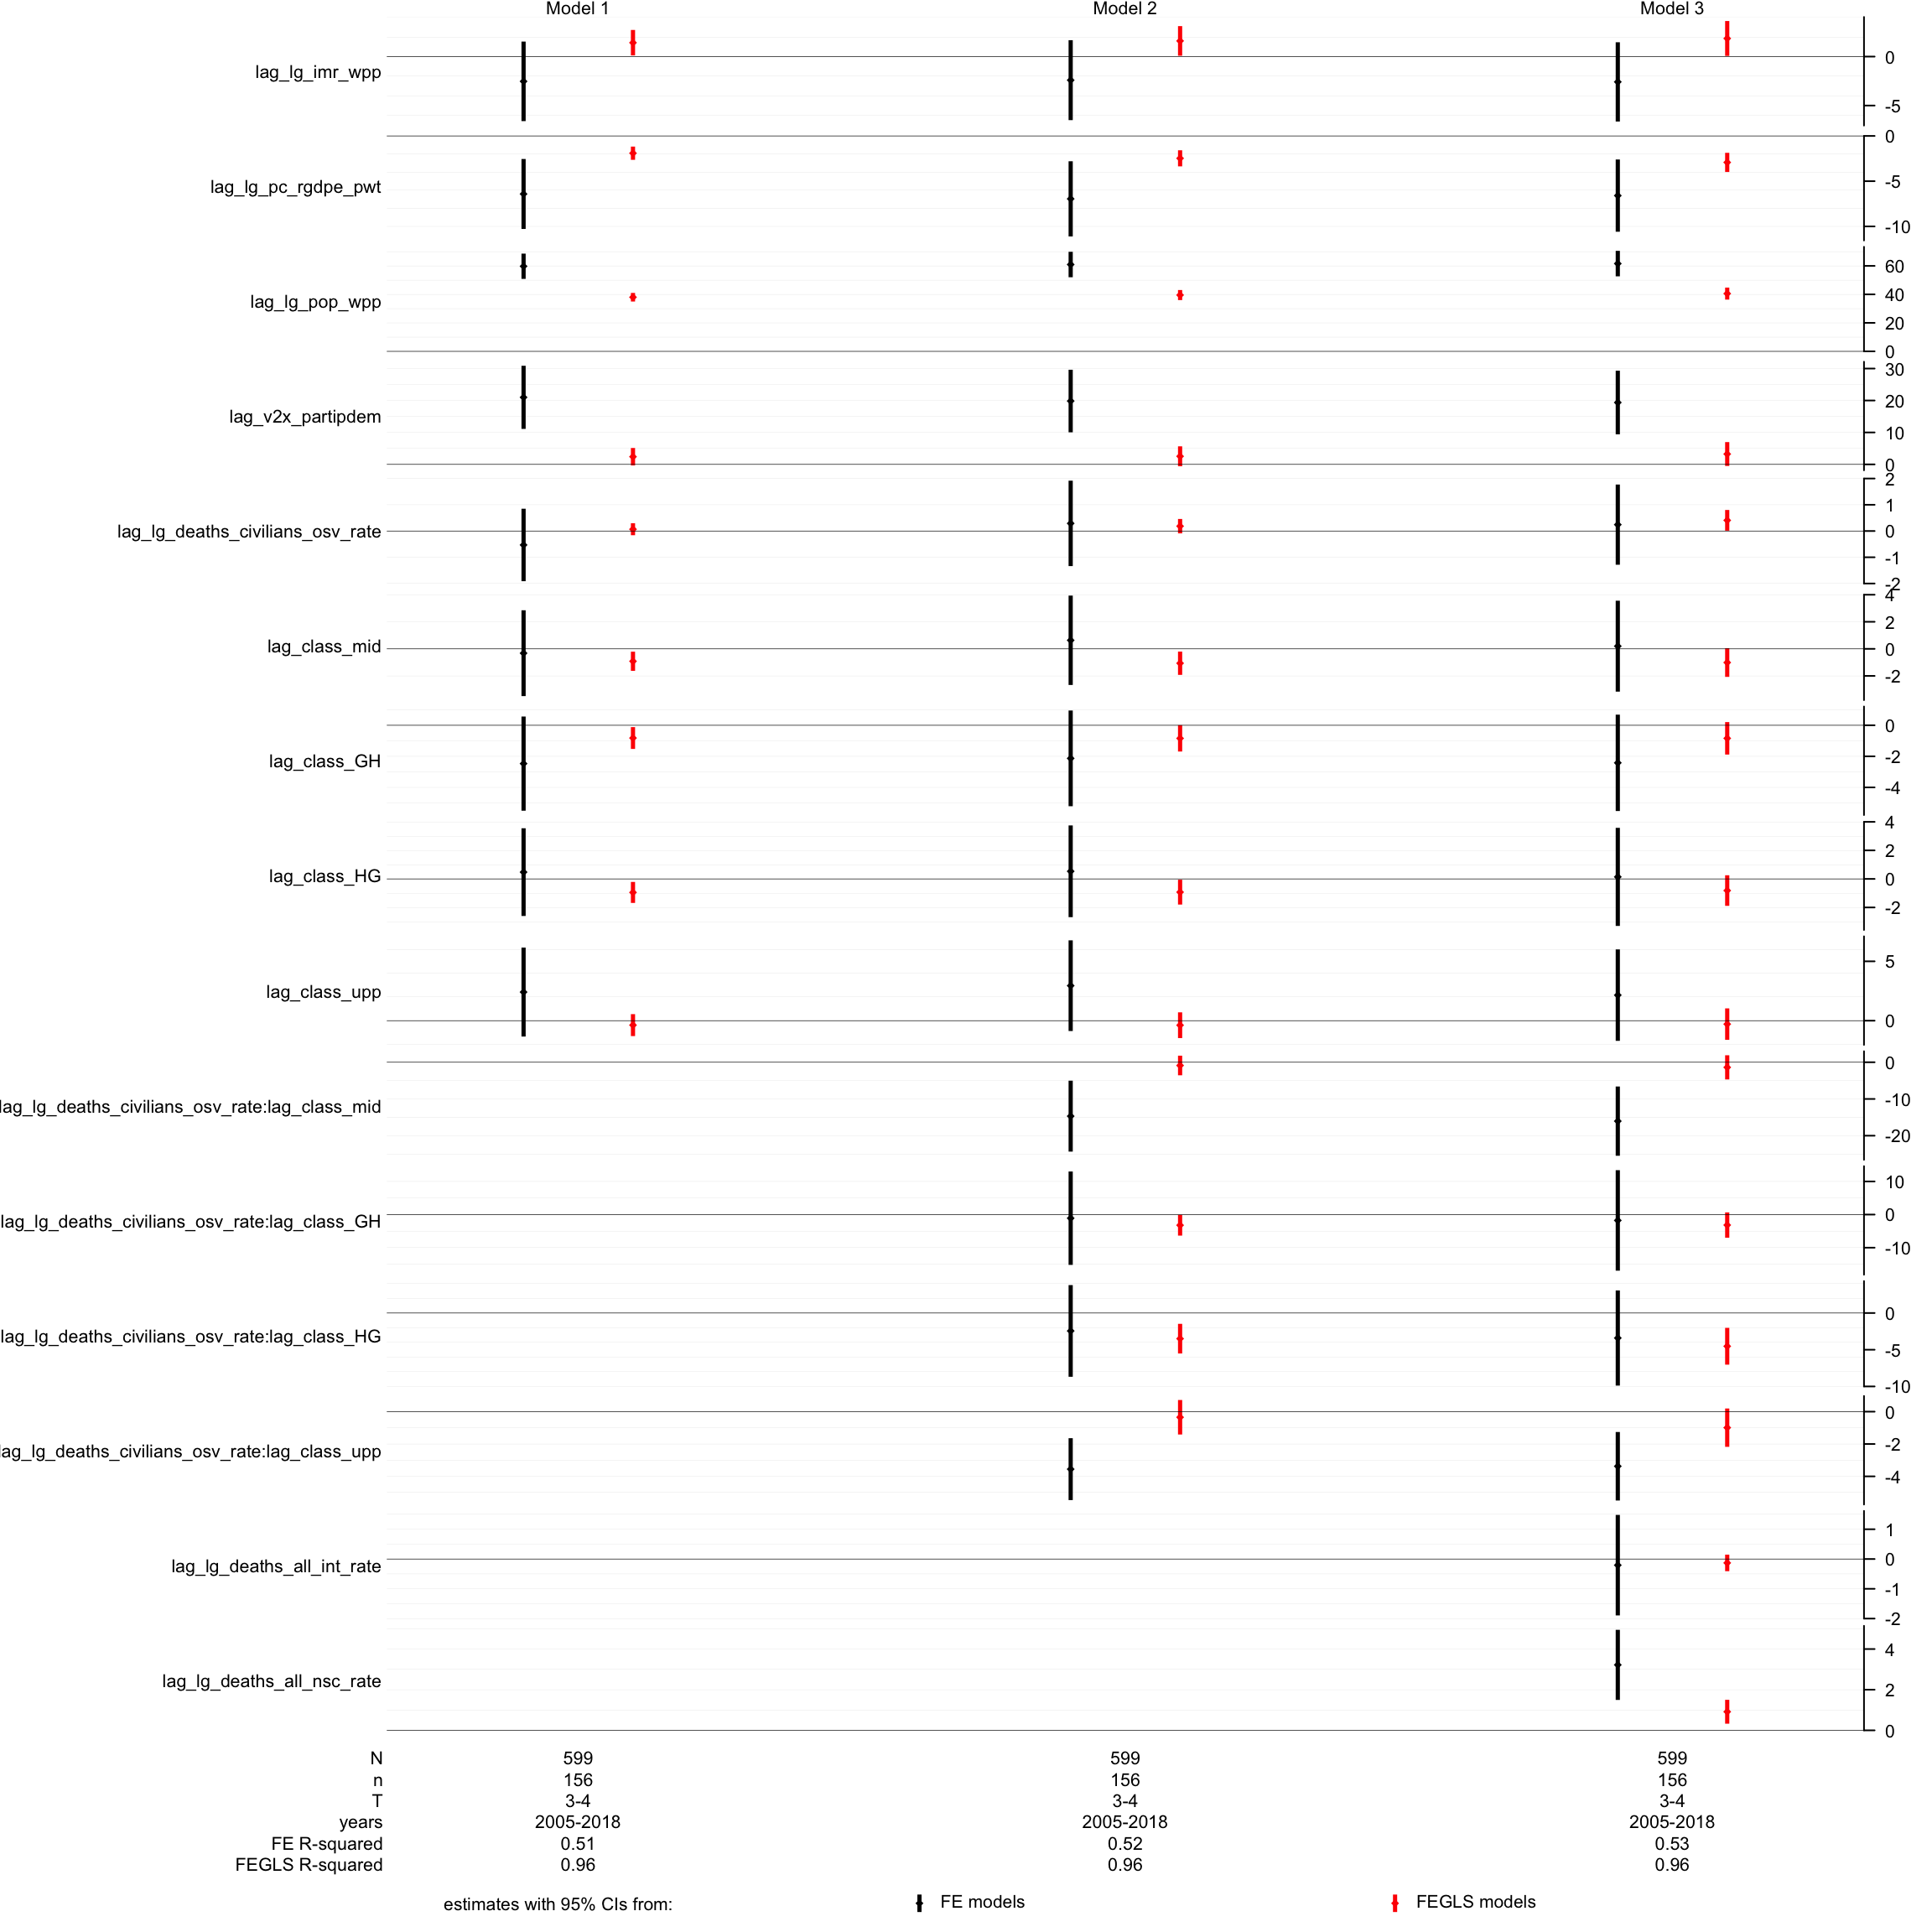 Model 1 Model 2 Model 3
lag_lg_imr_wpp
0
-5
lag_lg_pc_rgdpe_pwt
0
-5
-10
lag_lg_pop_wpp
60
40
20
0
lag_v2x_partipdem
30
20
10
0
lag_lg_deaths_civilians_osv_rate
2
1
0
-1
-2
lag_class_mid
4
2
0
-2
lag_class_GH
0
-2
-4
lag_class_HG
4
2
0
-2
lag_class_upp
5
0
lag_lg_deaths_civilians_osv_rate:lag_class_mid
0
-10
-20
lag_lg_deaths_civilians_osv_rate:lag_class_GH
10
0
-10
lag_lg_deaths_civilians_osv_rate:lag_class_HG
0
-5
-10
lag_lg_deaths_civilians_osv_rate:lag_class_upp
0
-2
-4
lag_lg_deaths_all_int_rate
1
0
-1
-2
lag_lg_deaths_all_nsc_rate
4
2
0
N 599 599 599
n 156 156 156
T 3-4 3-4 3-4
years 2005-2018 2005-2018 2005-2018
FE R-squared 0.51 0.52 0.53
FEGLS R-squared 0.96 0.96 0.96
estimates with 95% CIs from: FE models FEGLS models